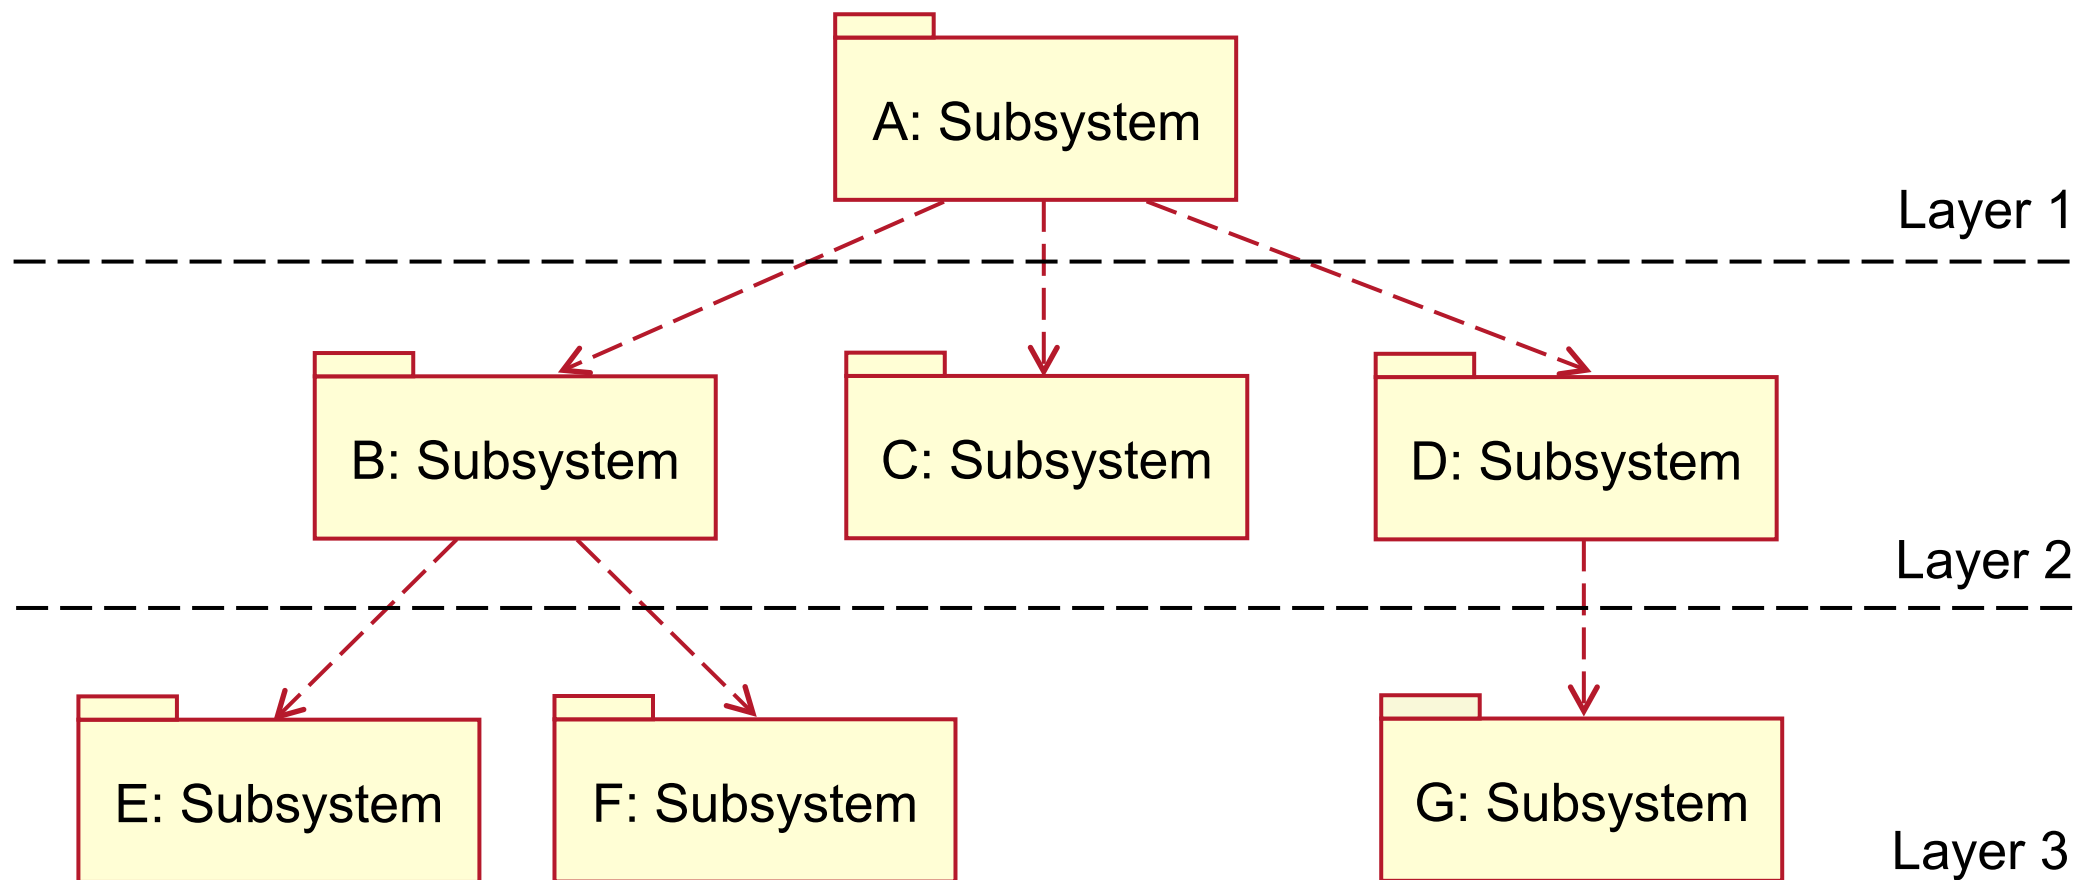 A: Subsystem
Layer 1
B: Subsystem
C: Subsystem
D: Subsystem
Layer 2
E: Subsystem
F: Subsystem
G: Subsystem
Layer 3